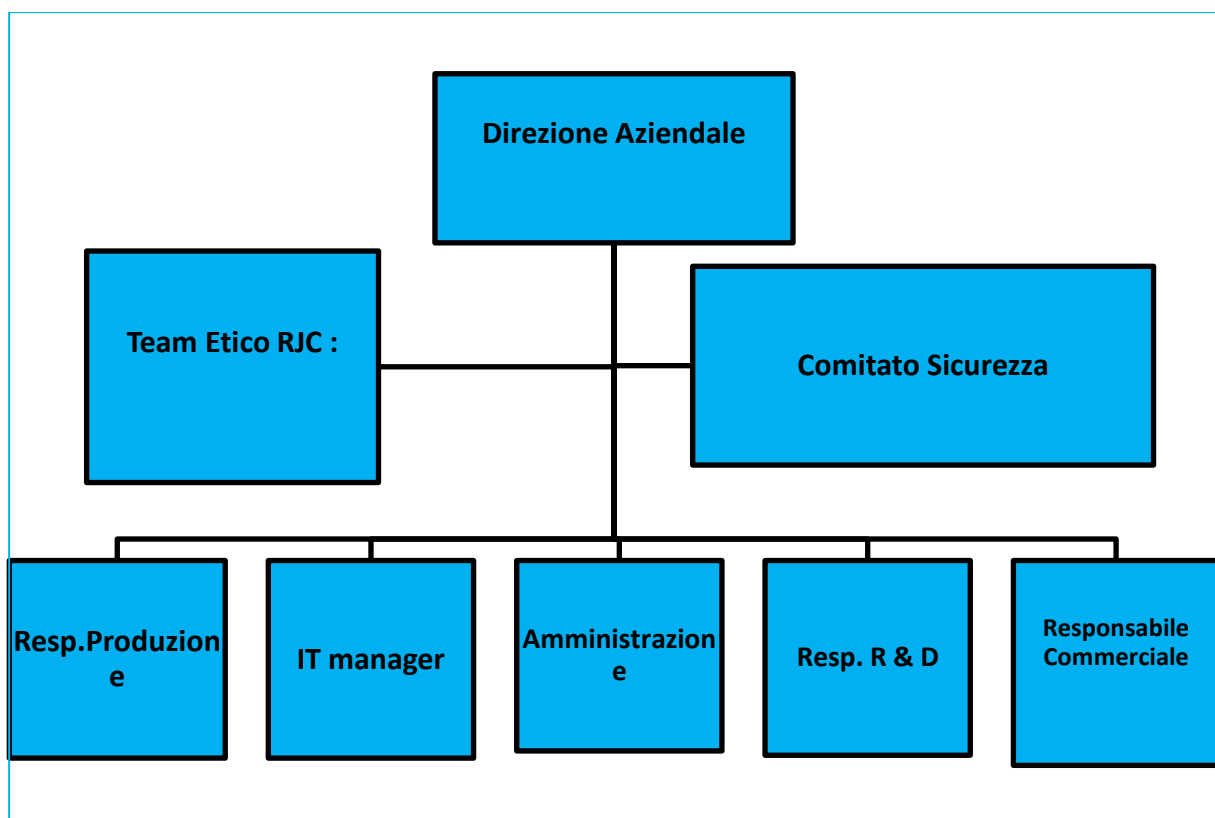 Direzione Aziendale
Team Etico RJC :
Comitato Sicurezza
Resp.Produzion
e
IT manager
Amministrazion
e
Resp. R & D
Responsabile
Commerciale